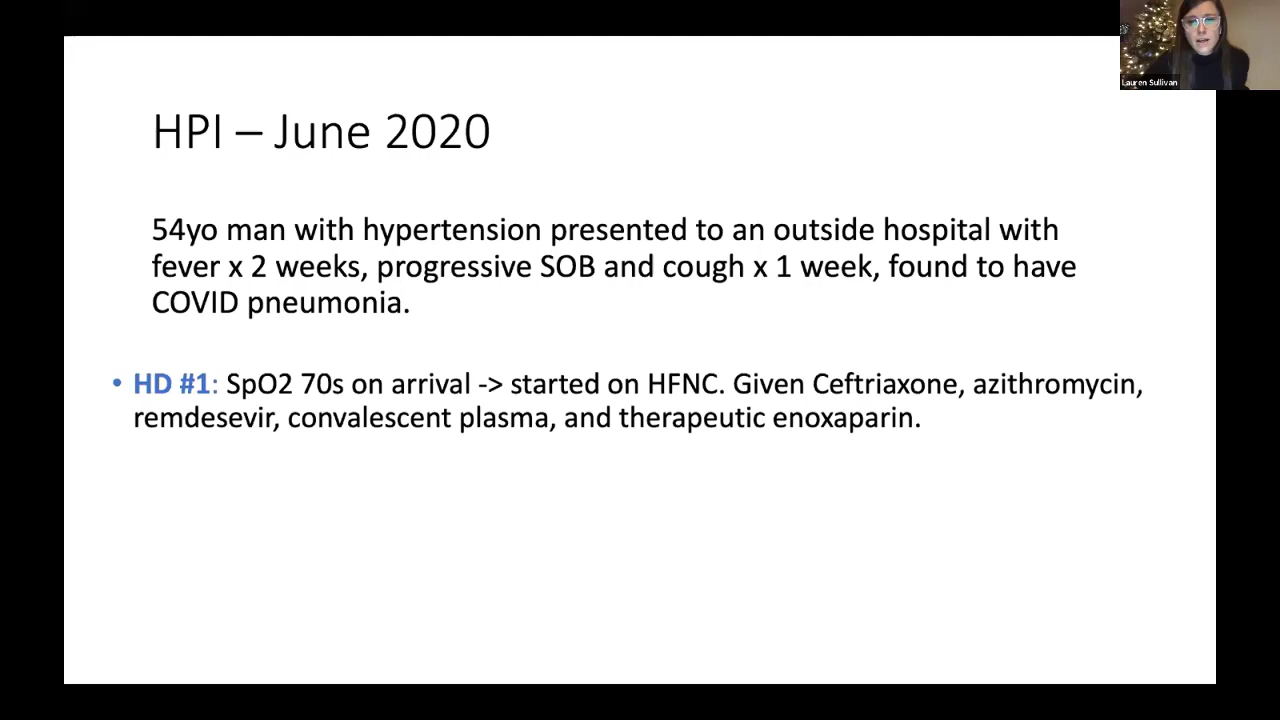 Lauren Sullivan
HPI – June 2020
54yo man with hypertension presented to an outside hospital with
fever x 2 weeks, progressive SOB and cough x 1 week, found to have
COVID pneumonia.
• HD #1: SpO2 70s on arrival -> started on HFNC. Given Ceftriaxone, azithromycin,
remdesevir, convalescent plasma, and therapeutic enoxaparin.